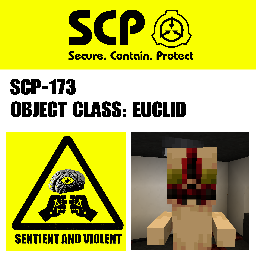 SCP
Secure. Contain. Protect
SCP-173
OBJECT CLASS: EUCLID
SENTIENT AND VIOLENT